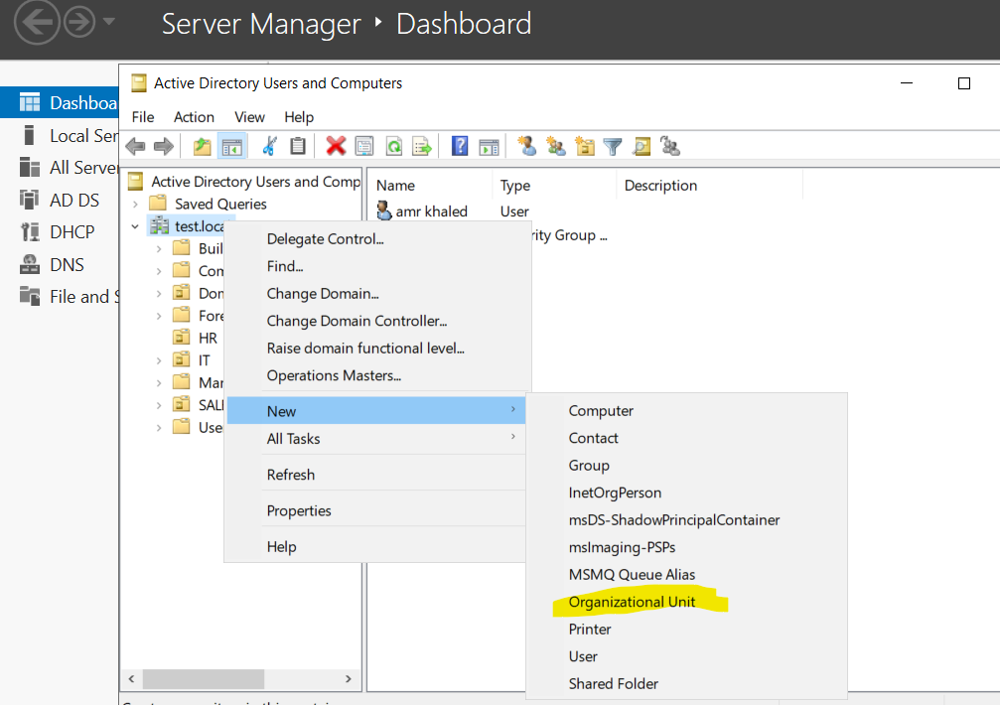 Server Manager ‣ Dashboard
Active Directory Users and Computers
File Action View Help
Dashboa
Local Ser
All Server
AD DS
DHCP
DNS
File and S
Active Directory Users and Comp
Saved Queries
test.loca
Buil
Com
Dom
Fore
HR
IT
Man
SALE
User
Name Type Description
amr khaled User
rity Group ...
Delegate Control...
Find...
Change Domain...
Change Domain Controller...
Raise domain functional level...
Operations Masters...
New
All Tasks
Refresh
Properties
Help
Computer
Contact
Group
InetOrgPerson
msDS-ShadowPrincipalContainer
msImaging-PSPs
MSMQ Queue Alias
Organizational Unit
Printer
User
Shared Folder